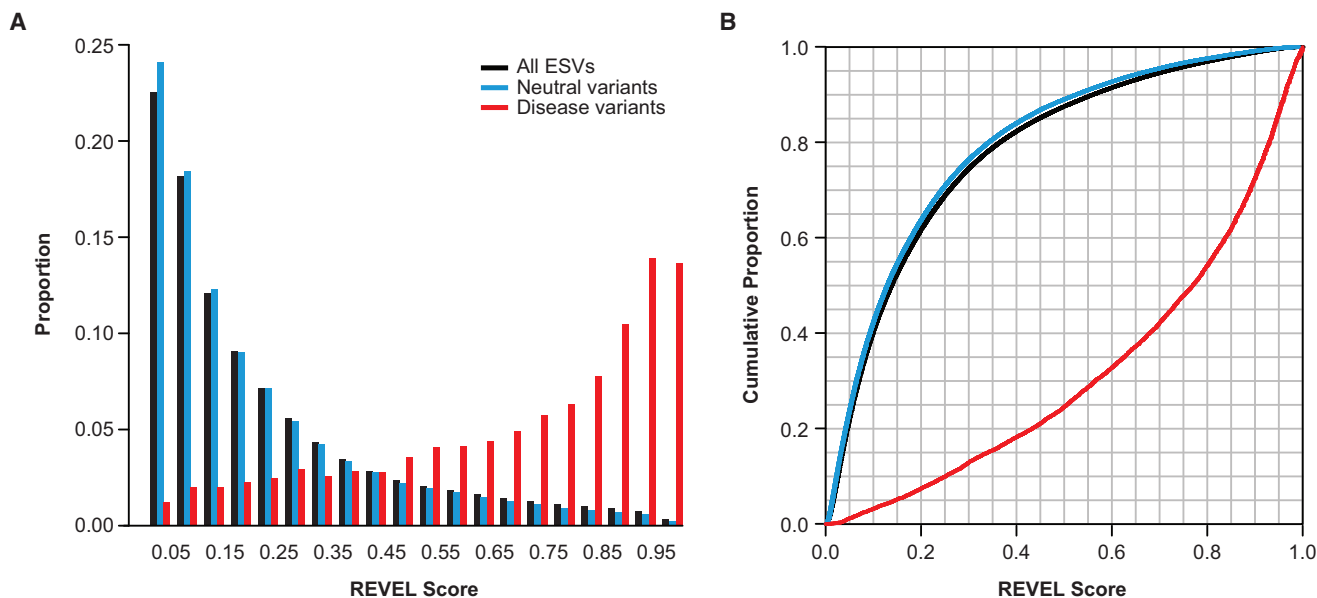 A
0.25
0.20
0.15
0.10
0.05
0.00
Proportion
All ESVs
Neutral variants
Disease variants
0.05 0.15 0.25 0.35 0.45 0.55 0.65 0.75 0.85 0.95
REVEL Score
B
1.0
0.8
0.6
0.4
0.2
0.0
Cumulative Proportion
0.0 0.2 0.4 0.6 0.8 1.0
REVEL Score